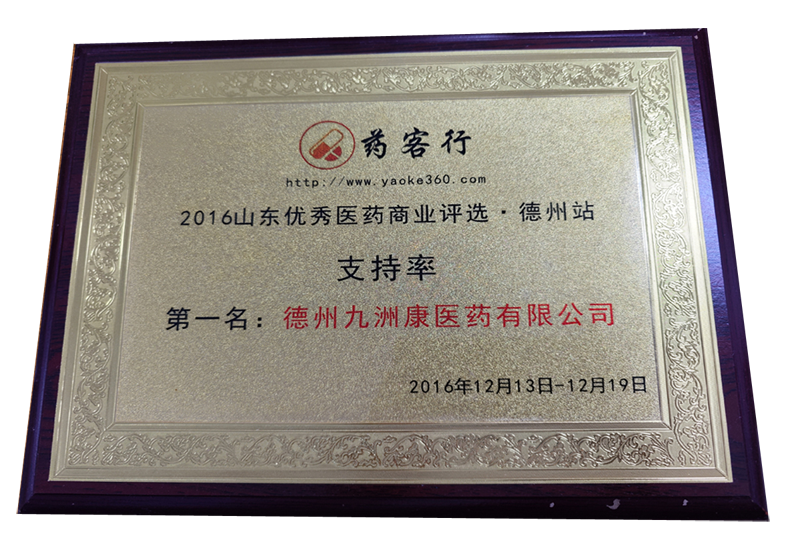 药客行
http://www.yaoke360.com
2016山东优秀医药商业评选·德州站
支持率
第一名：德州九洲康医药有限公司
2016年12月13日-12月19日